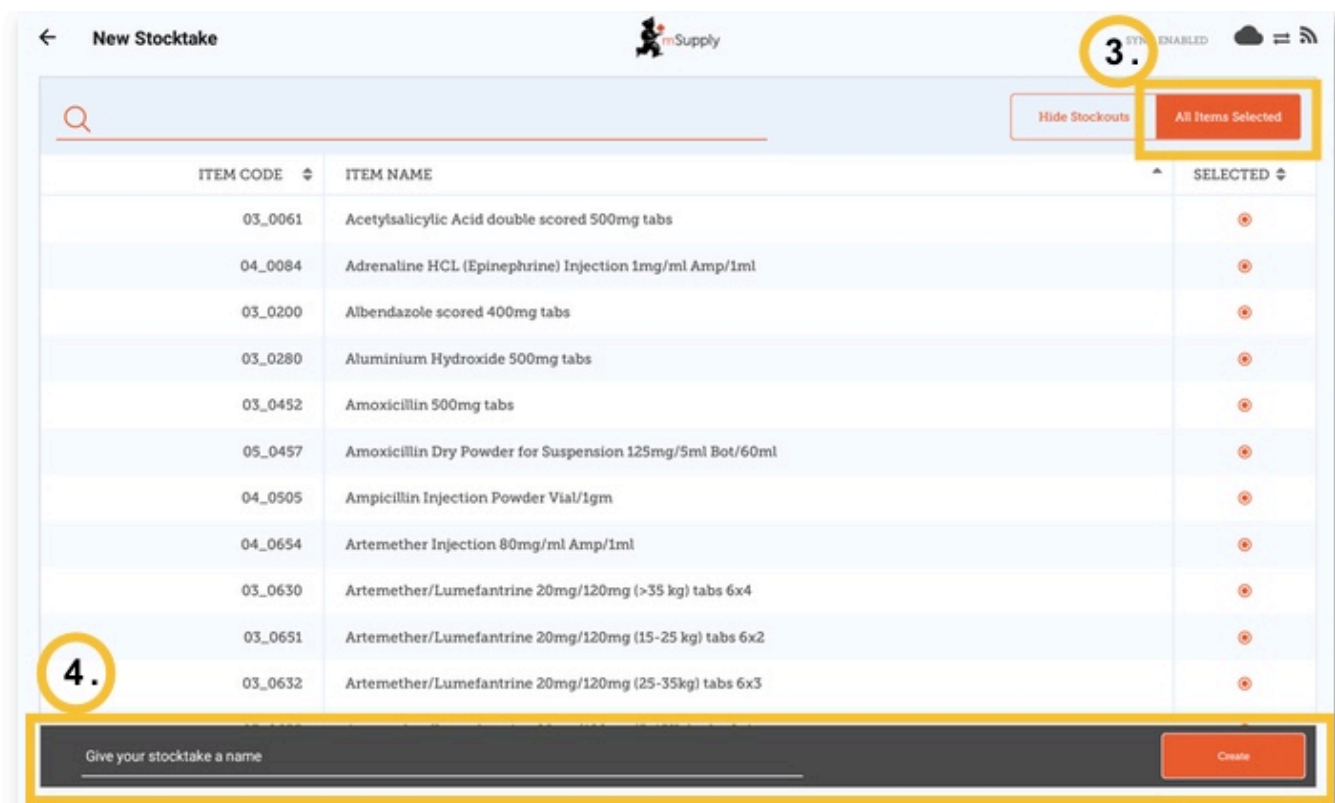 New Stocktake
mSupply
3.
ENABLED
Hide Stockouts
All Items Selected
ITEM CODE ITEM NAME SELECTED
03_0061 Acetylsalicylic Acid double scored 500mg tabs
04_0084 Adrenaline HCL (Epinephrine) Injection 1mg/ml Amp/1ml
03_0200 Albendazole scored 400mg tabs
03_0280 Aluminium Hydroxide 500mg tabs
03_0452 Amoxicillin 500mg tabs
05_0457 Amoxicillin Dry Powder for Suspension 125mg/5ml Bot/60ml
04_0505 Ampicillin Injection Powder Vial/1gm
04_0654 Artemether Injection 80mg/ml Amp/1ml
03_0630 Artemether/Lumefantrine 20mg/120mg (>35 kg) tabs 6x4
03_0651 Artemether/Lumefantrine 20mg/120mg (15-25 kg) tabs 6x2
4.
03_0632 Artemether/Lumefantrine 20mg/120mg (25-35kg) tabs 6x3
Give your stocktake a name
Create